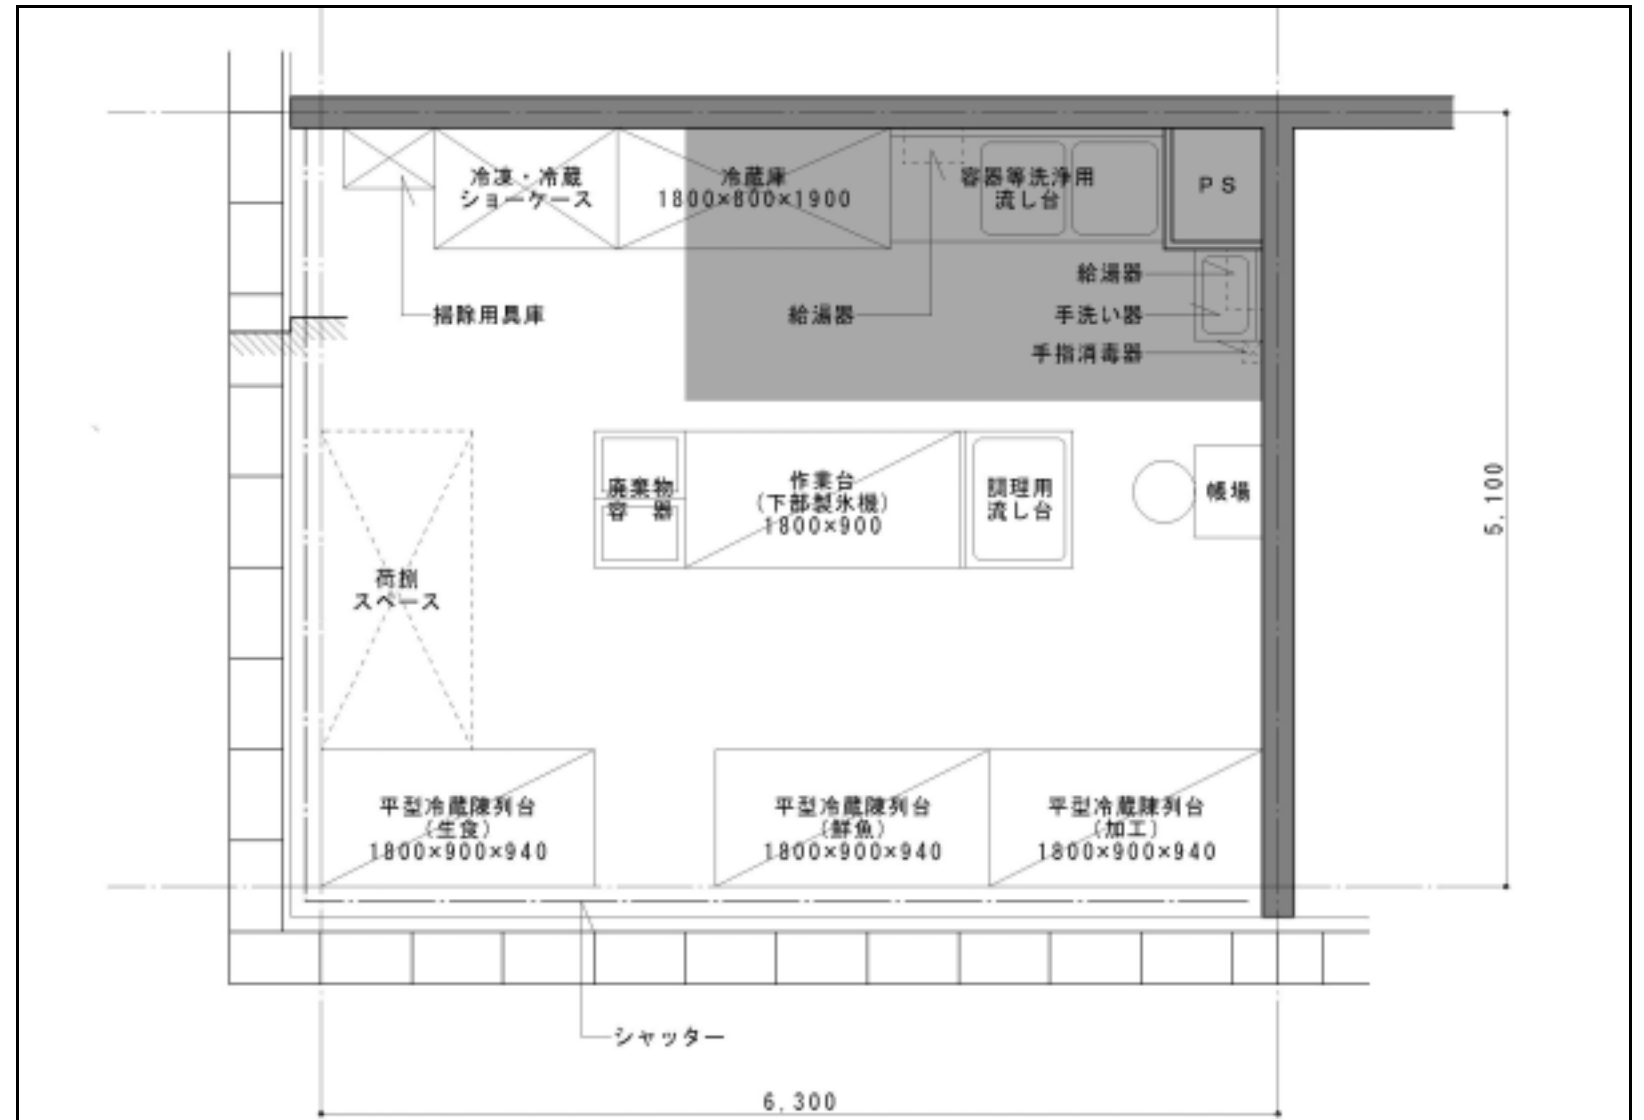 冷凍・冷蔵
ショーケース
冷蔵庫
1800×800×1900
容器等洗浄用
流し台
PS
給湯器
掃除用具庫
給湯器
手洗い器
手指消毒器
廃棄物
容 器
作業台
(下部製氷機)
1800×900
調理用
流し台
帳場
5,100
荷捌
スペース
平型冷蔵陳列台
(生食)
1800×900×940
平型冷蔵陳列台
(鮮魚)
1800×900×940
平型冷蔵陳列台
(加工)
1800×900×940
シャッター
6,300